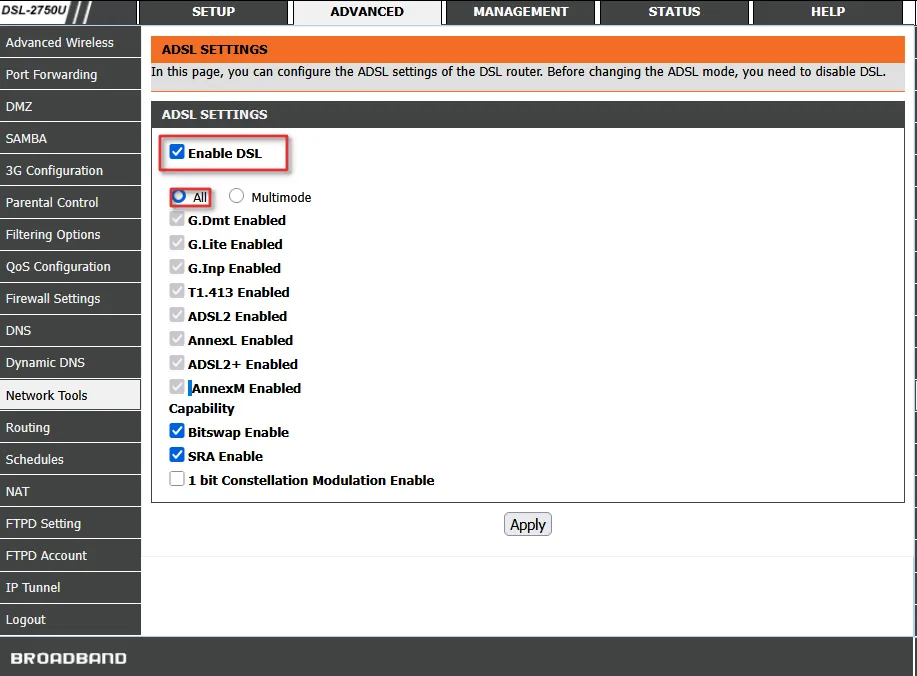 DSL-2750U
SETUP ADVANCED MANAGEMENT STATUS HELP
Advanced Wireless
Port Forwarding
DMZ
SAMBA
3G Configuration
Parental Control
Filtering Options
QoS Configuration
Firewall Settings
DNS
Dynamic DNS
Network Tools
Routing
Schedules
NAT
FTPD Setting
FTPD Account
IP Tunnel
Logout
ADSL SETTINGS
In this page, you can configure the ADSL settings of the DSL router. Before changing the ADSL mode, you need to disable DSL.
ADSL SETTINGS
Enable DSL
All Multimode
G.Dmt Enabled
G.Lite Enabled
G.Inp Enabled
T1.413 Enabled
ADSL2 Enabled
AnnexL Enabled
ADSL2+ Enabled
AnnexM Enabled
Capability
Bitswap Enable
SRA Enable
1 bit Constellation Modulation Enable
Apply
BROADBAND